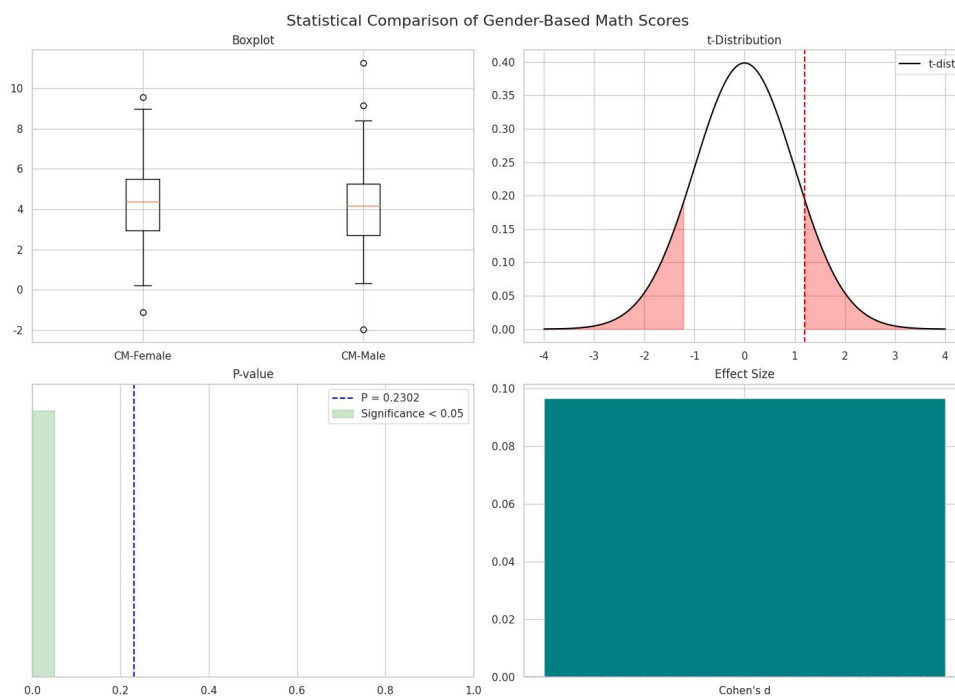 Statistical Comparison of Gender-Based Math Scores
Boxplot
10
8
6
4
2
0
-2
CM-Female CM-Male
t-Distribution
0.40
0.35
0.30
0.25
0.20
0.15
0.10
0.05
0.00
t-dist
-4 -3 -2 -1 0 1 2 3 4
P-value
P = 0.2302
Significance < 0.05
0.0 0.2 0.4 0.6 0.8 1.0
Effect Size
0.10
0.08
0.06
0.04
0.02
0.00
Cohen's d